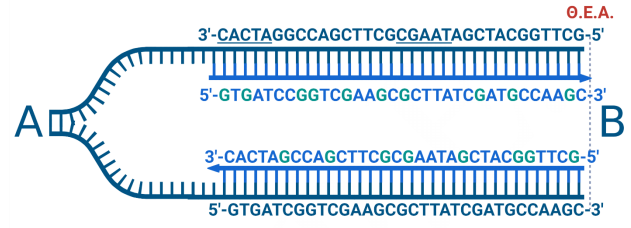 Θ.Ε.Α.
3'-CACTAGGCCAGCTTCGCGAATAGCTACGGTTCG-5'
5'-GTGATCCGGTCGAAGCGCTTATCGATGCCAAGC-3'
A
B
3'-CACTAGCCAGCTTCGCGAATAGCTACGGTTCG-5'
5'-GTGATCGGTCGAAGCGCTTATCGATGCCAAGC-3'